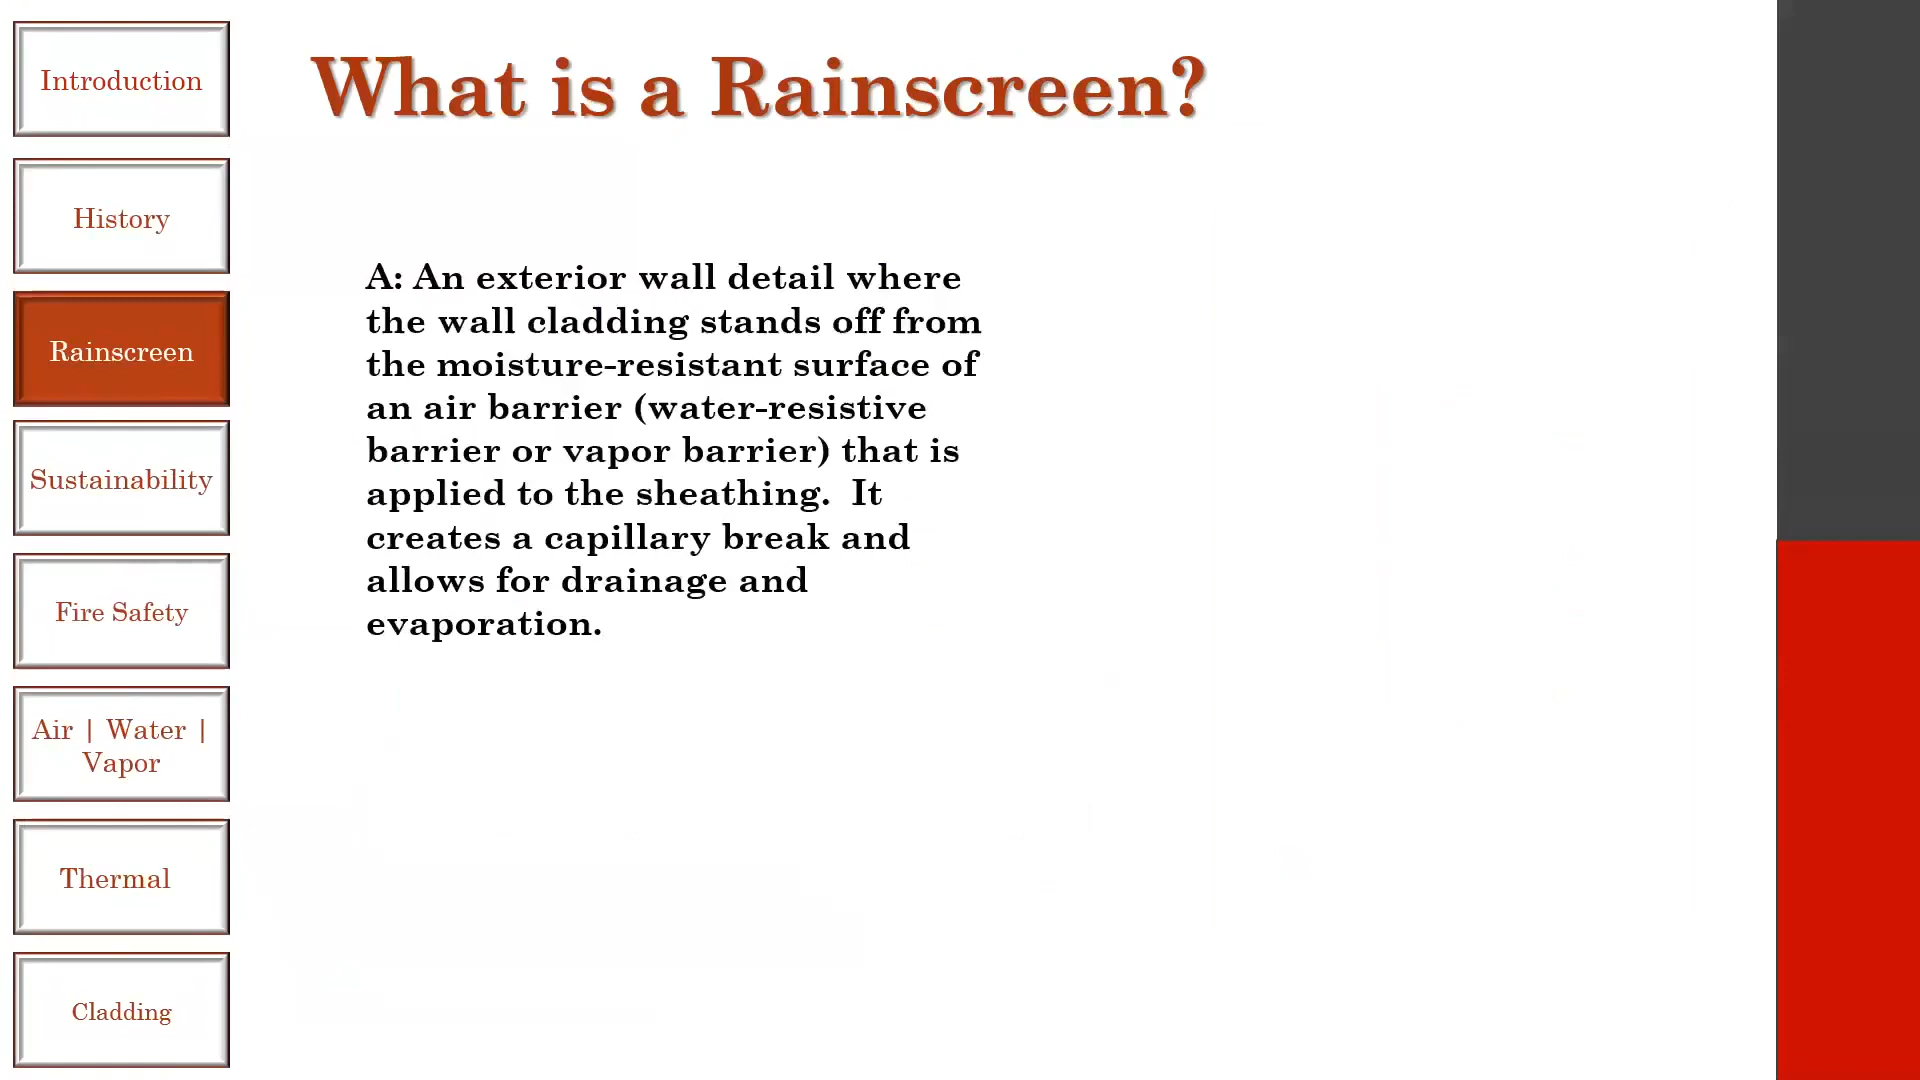 Introduction
History
Rainscreen
Sustainability
Fire Safety
Air | Water |
Vapor
Thermal
Cladding
What is a Rainscreen?
A: An exterior wall detail where
the wall cladding stands off from
the moisture-resistant surface of
an air barrier (water-resistive
barrier or vapor barrier) that is
applied to the sheathing.  It
creates a capillary break and
allows for drainage and
evaporation.